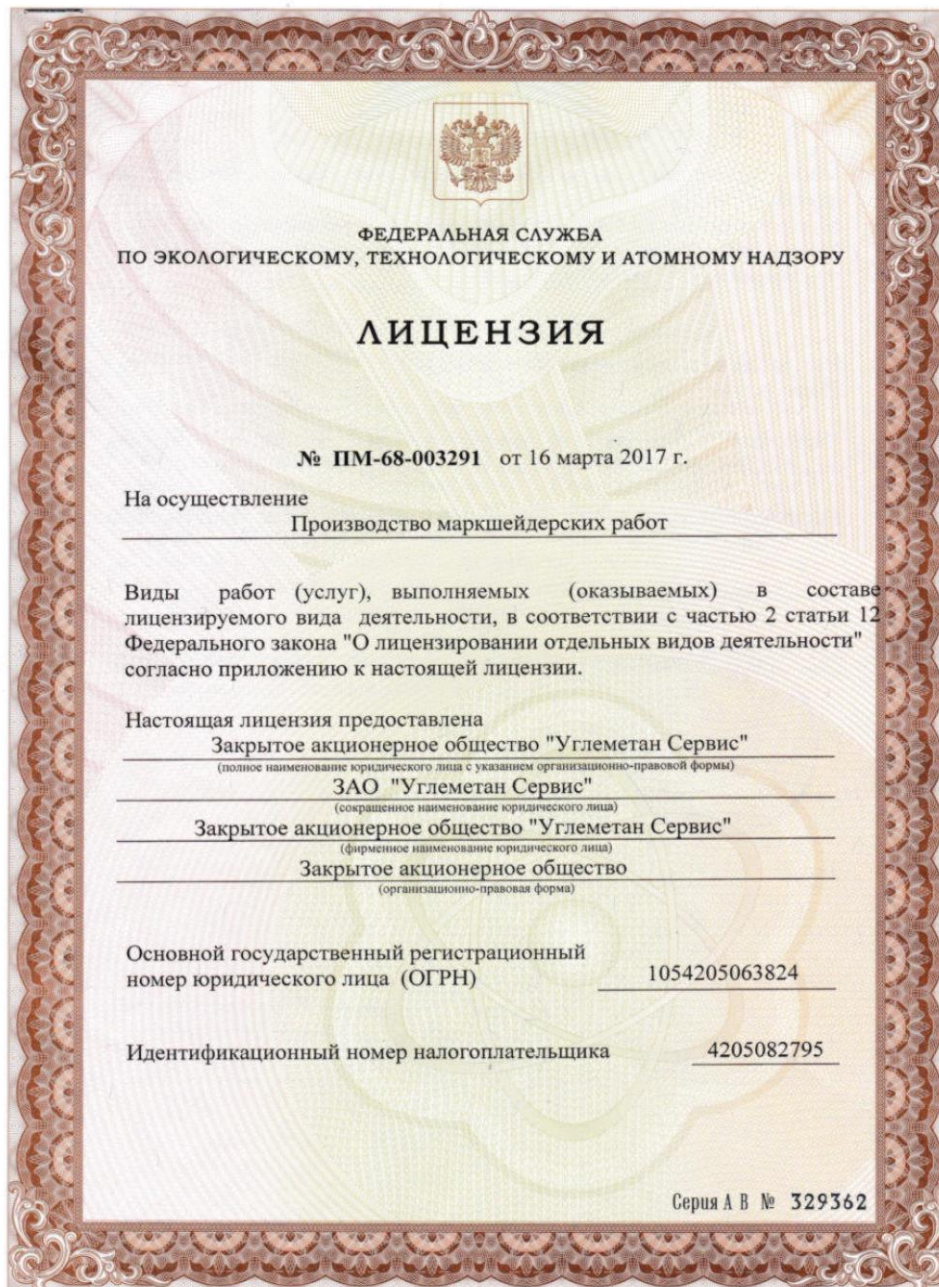 ФЕДЕРАЛЬНАЯ СЛУЖБА
ПО ЭКОЛОГИЧЕСКОМУ, ТЕХНОЛОГИЧЕСКОМУ И АТОМНОМУ НАДЗОРУ
ЛИЦЕНЗИЯ
№ ПМ-68-003291 от 16 марта 2017 г.
На осуществление
Производство маркшейдерских работ
Виды работ (услуг), выполняемых (оказываемых) в составе
лицензируемого вида деятельности, в соответствии с частью 2 статьи 12
Федерального закона "О лицензировании отдельных видов деятельности"
согласно приложению к настоящей лицензии.
Настоящая лицензия предоставлена
Закрытое акционерное общество "Углеметан Сервис"
(полное наименование юридического лица с указанием организационно-правовой формы)
ЗАО "Углеметан Сервис"
(сокращенное наименование юридического лица)
Закрытое акционерное общество "Углеметан Сервис"
(фирменное наименование юридического лица)
Закрытое акционерное общество
(организационно-правовая форма)
Основной государственный регистрационный
номер юридического лица (ОГРН) 1054205063824
Идентификационный номер налогоплательщика 4205082795
Серия А В № 329362